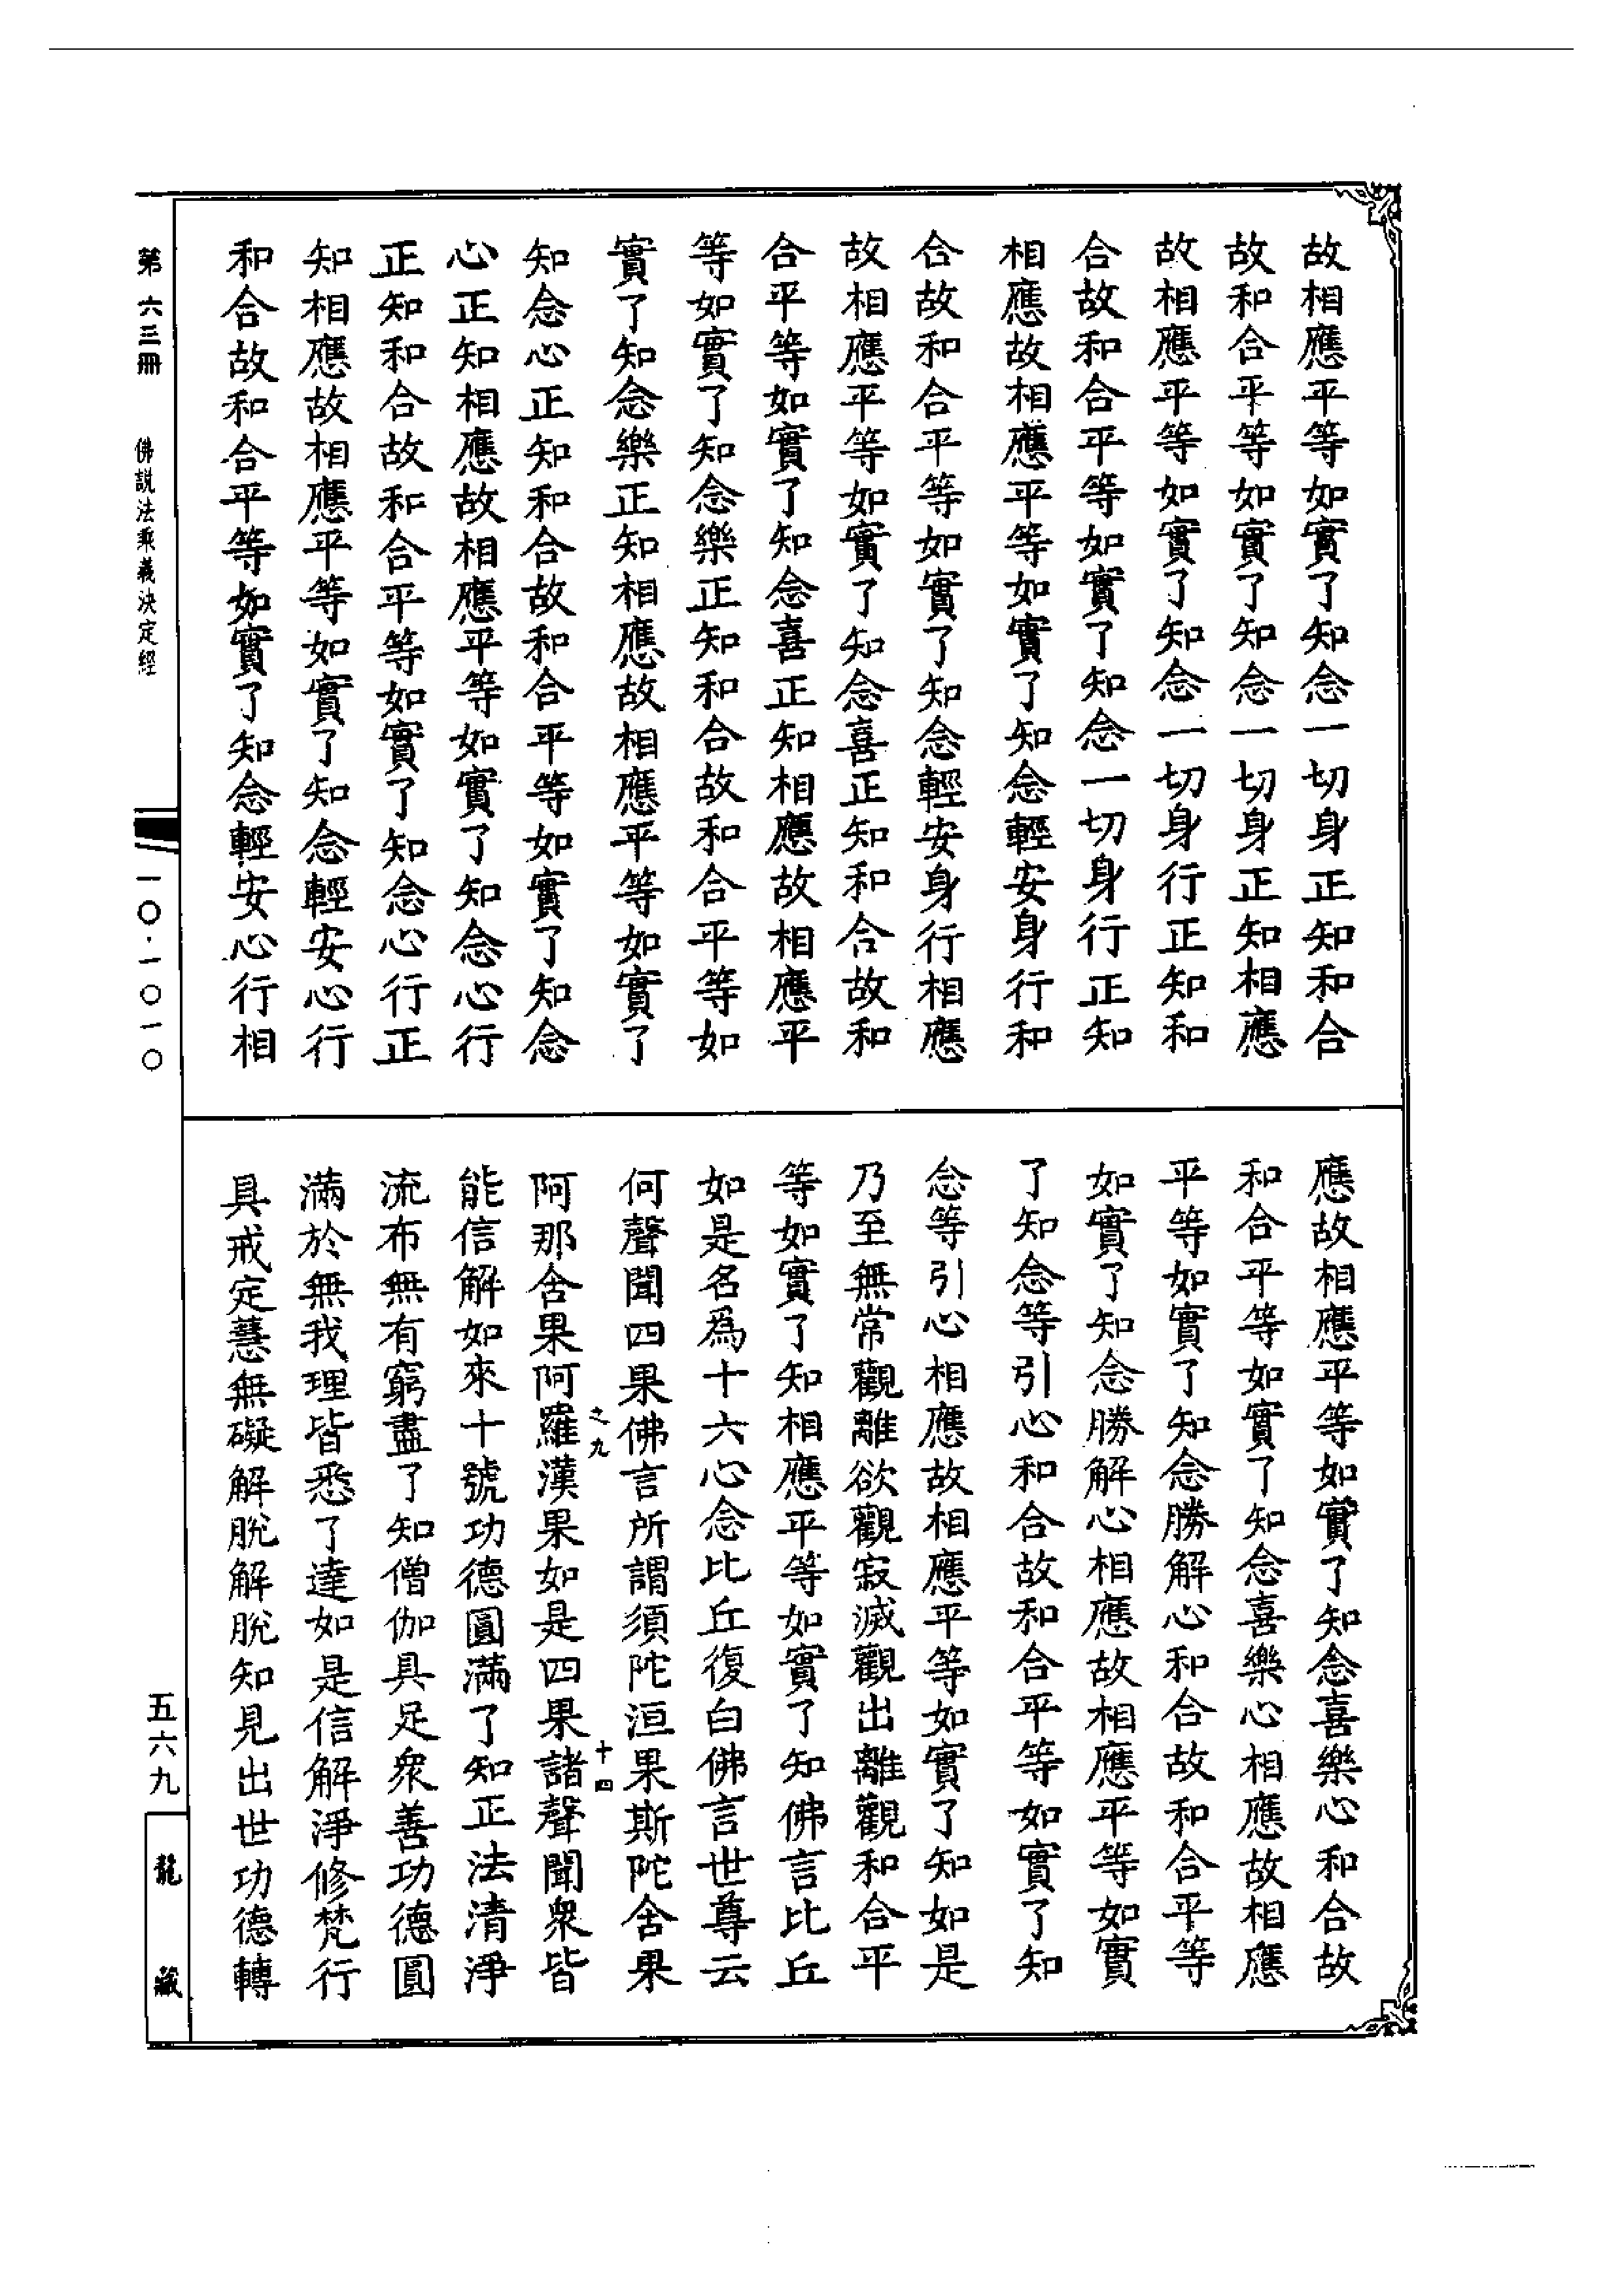 故相應平等如實了知念一切身正知和合
故和合平等如實了知念一切身正知相應
故相應平等如實了知念一切身行正知和
合故和合平等如實了知念一切身行正知
相應故相應平等如實了知念輕安身行和
合故和合平等如實了知念輕安身行相應
故相應平等如實了知念喜正知和合故和
合平等如實了知念喜正知相應故相應平
等如實了知念樂正知和合故和合平等如
實了知念樂正知相應故相應平等如實了
知念心正知和合故和合平等如實了知念
心正知相應故相應平等如實了知念心行
正知和合故和合平等如實了知念心行正
知相應故相應平等如實了知念輕安心行
和合故和合平等如實了知念輕安心行相
應故相應平等如實了知念喜樂心和合故
和合平等如實了知念喜樂心相應故相應
平等如實了知念勝解心和合故和合平等
如實了知念勝解心相應故相應平等如實
了知念等引心和合故和合平等如實了知
念等引心相應故相應平等如實了知如是
乃至無常觀離欲觀寂滅觀出離觀和合平
等如實了知相應平等如實了知佛言比丘
如是名為十六心念比丘復白佛言世尊云
何聲聞四果佛言所謂須陀洹果斯陀舍果
之九
十四
阿那舍果阿羅漢果如是四果諸聲聞衆皆
能信解如來十號功德圓滿了知正法清淨
流布無有窮盡了知僧伽具足衆善功德圓
滿於無我理皆悉了達如是信解淨修梵行
具戒定慧無礙解脫解脫知見出世功德轉
第六三冊
佛說法乘義決定經
一〇·一〇一〇
五六九
龍藏